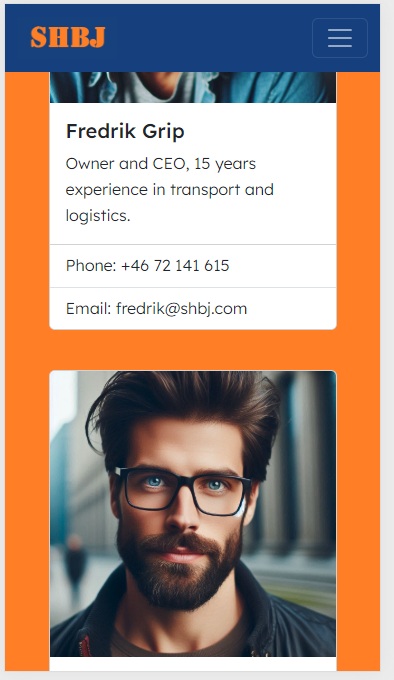 SHBJ
Fredrik Grip
Owner and CEO, 15 years
experience in transport and
logistics.
Phone: +46 72 141 615
Email: fredrik@shbj.com